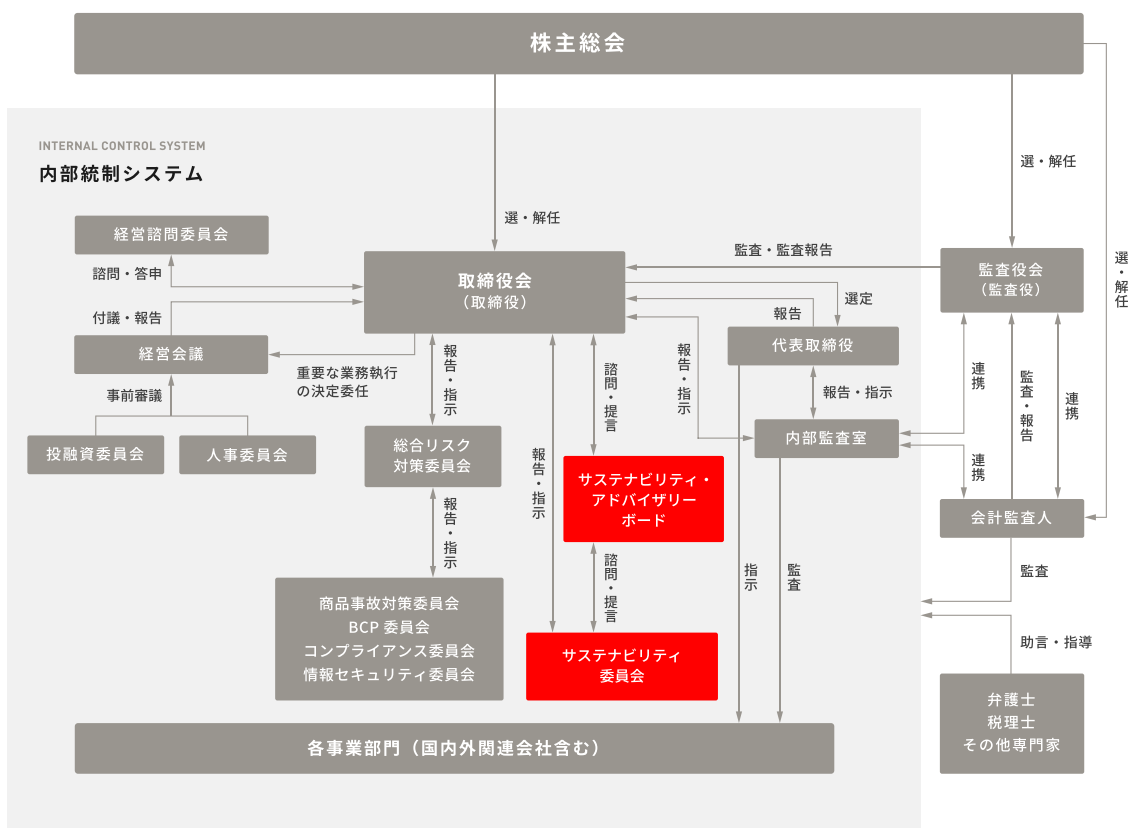 株主総会
INTERNAL CONTROL SYSTEM
内部統制システム
選・解任
選・解任
選・解任
経営諮問委員会
諮問・答申
付議・報告
経営会議
事前審議
投融資委員会
人事委員会
重要な業務執行
の決定委任
取締役会
（取締役）
監査・監査報告
監査役会
（監査役）
選定
報告
代表取締役
報告・指示
内部監査室
報告・指示
報告・指示
総合リスク
対策委員会
報告・指示
商品事故対策委員会
BCP 委員会
コンプライアンス委員会
情報セキュリティ委員会
報告・指示
諮問・提言
サステナビリティ・
アドバイザリー
ボード
諮問・提言
サステナビリティ
委員会
指示
監査
連携
監査・報告
連携
連携
会計監査人
監査
助言・指導
弁護士
税理士
その他専門家
各事業部門（国内外関連会社含む）